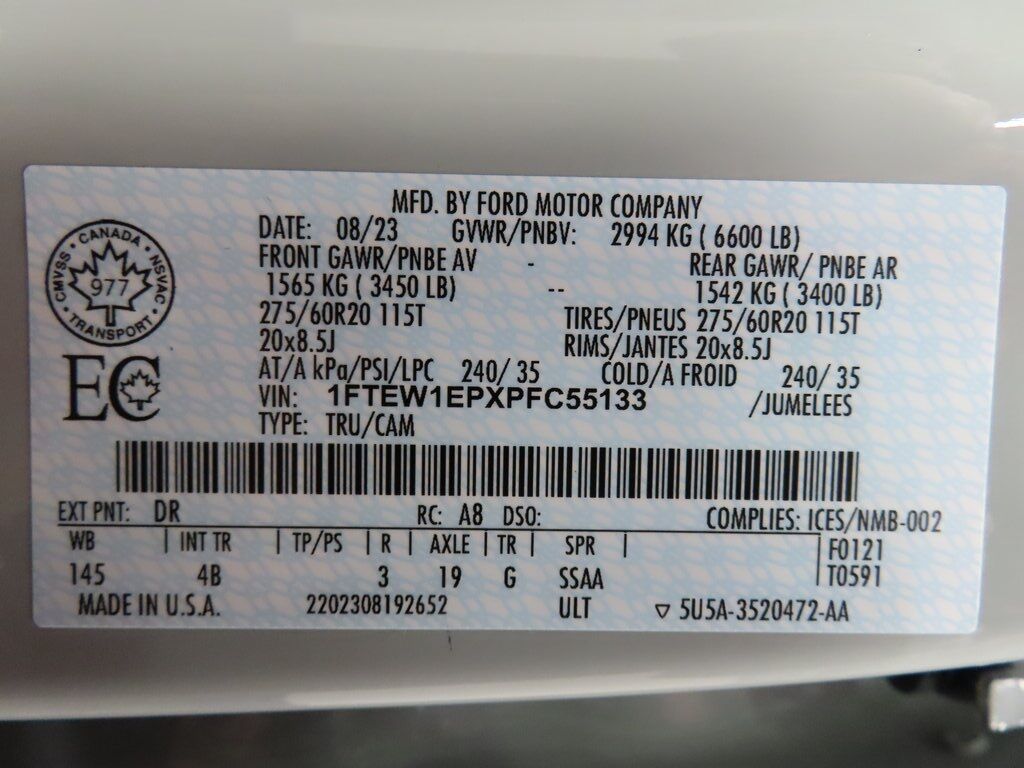 MFD. BY FORD MOTOR COMPANY
DATE: 08/23 GVWR/PNBV: 2994 KG ( 6600 LB)
FRONT GAWR/PNBE AV - REAR GAWR/ PNBE AR
1565 KG ( 3450 LB) -- 1542 KG ( 3400 LB)
275/60R20 115T TIRES/PNEUS 275/60R20 115T
20x8.5J RIMS/JANTES 20x8.5J
AT/A kPa/PSI/LPC 240/ 35 COLD/A FROID 240/ 35
VIN: 1FTEW1EPXPFC55133 /JUMELEES
TYPE: TRU/CAM
CANADA
CMVSS · NSVAC
977
TRANSPORT
EC
EXT PNT: DR RC: A8 DSO: COMPLIES: ICES/NMB-002
WB | INT TR | TP/PS | R | AXLE | TR | SPR | F0121
145 4B 3 19 G SSAA T0591
MADE IN U.S.A. 2202308192652 ULT ▽ 5U5A-3520472-AA